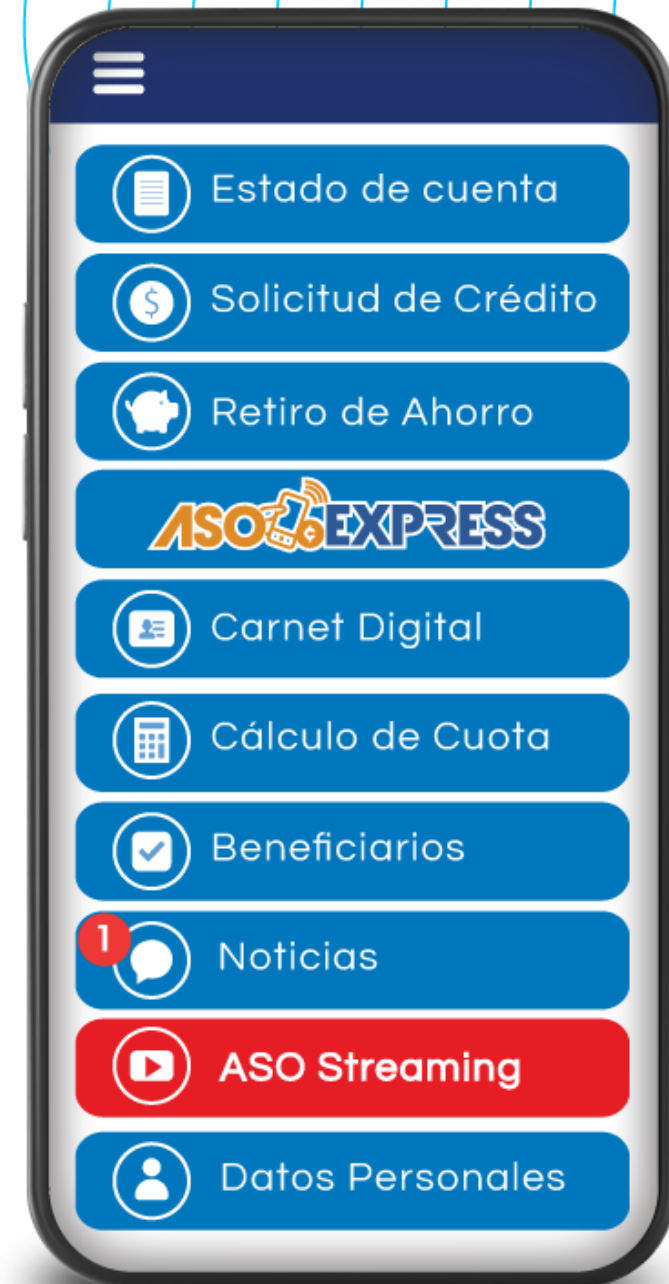 Estado de cuenta
Solicitud de Crédito
Retiro de Ahorro
ASO EXPRESS
Carnet Digital
Cálculo de Cuota
Beneficiarios
1
Noticias
ASO Streaming
Datos Personales